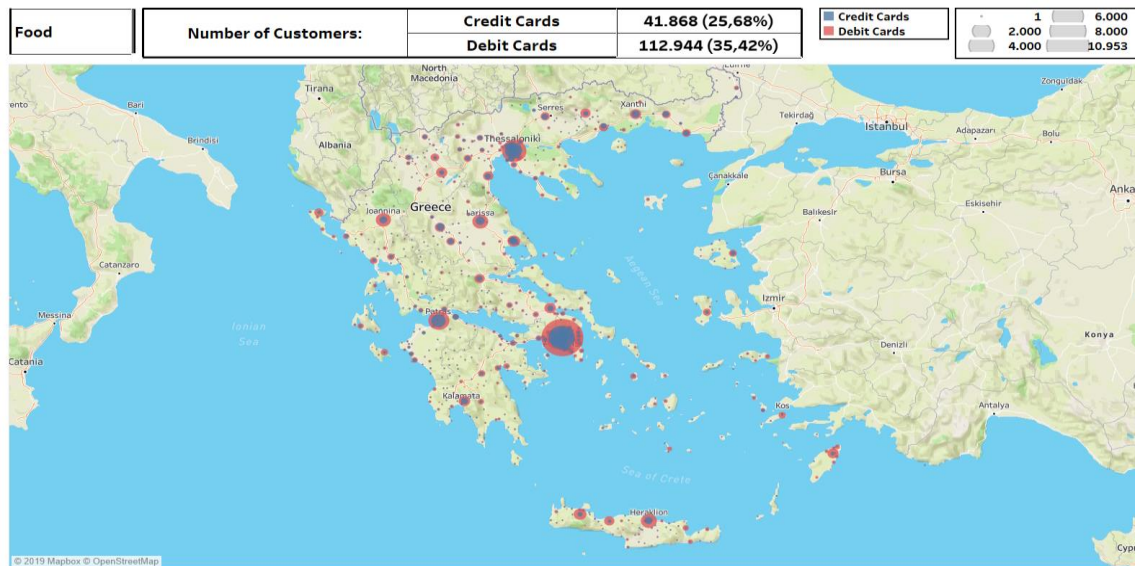 Food
Number of Customers:
Credit Cards
41.868 (25,68%)
Debit Cards
112.944 (35,42%)
Credit Cards
Debit Cards
1
6.000
2.000
8.000
4.000
10.953
North
Macedonia
Tirana
Bari
Brindisi
Albania
Serres
Xanthi
Edirne
Tekirdağ
Istanbul
Zonguldak
Adapazarı
Bolu
Thessaloniki
Çanakkale
Bursa
Anka
Balıkesir
Eskisehir
Greece
Ioannina
Larissa
Catanzaro
Aegean Sea
Messina
Ionian
Sea
Patras
Izmir
Catania
Denizli
Konya
Kalamata
Kos
Antalya
Sea of Crete
Heraklion
Cyp
© 2019 Mapbox © OpenStreetMap